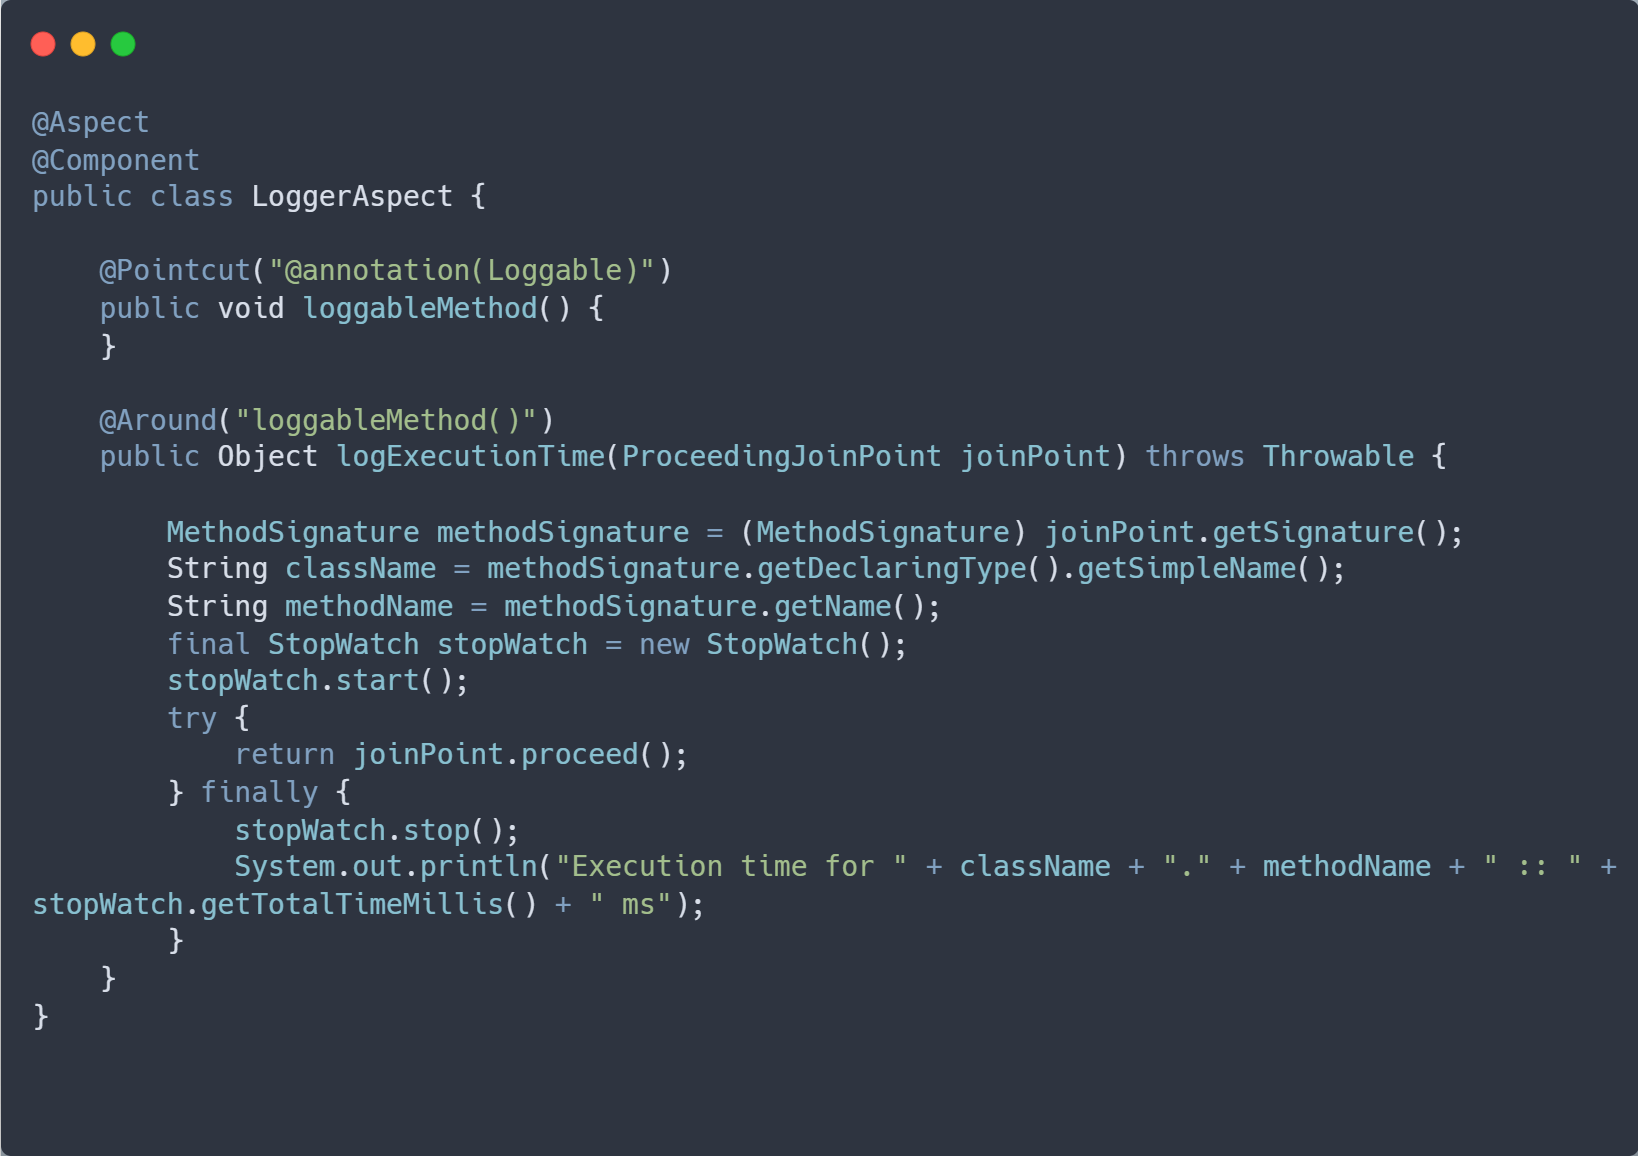 @Aspect
@Component
public class LoggerAspect {
@Pointcut("@annotation(Loggable)")
public void loggableMethod() {
}
@Around("loggableMethod()")
public Object logExecutionTime(ProceedingJoinPoint joinPoint) throws Throwable {
MethodSignature methodSignature = (MethodSignature) joinPoint.getSignature();
String className = methodSignature.getDeclaringType().getSimpleName();
String methodName = methodSignature.getName();
final StopWatch stopWatch = new StopWatch();
stopWatch.start();
try {
return joinPoint.proceed();
} finally {
stopWatch.stop();
System.out.println("Execution time for " + className + "." + methodName + " :: " +
stopWatch.getTotalTimeMillis() + " ms");
}
}
}